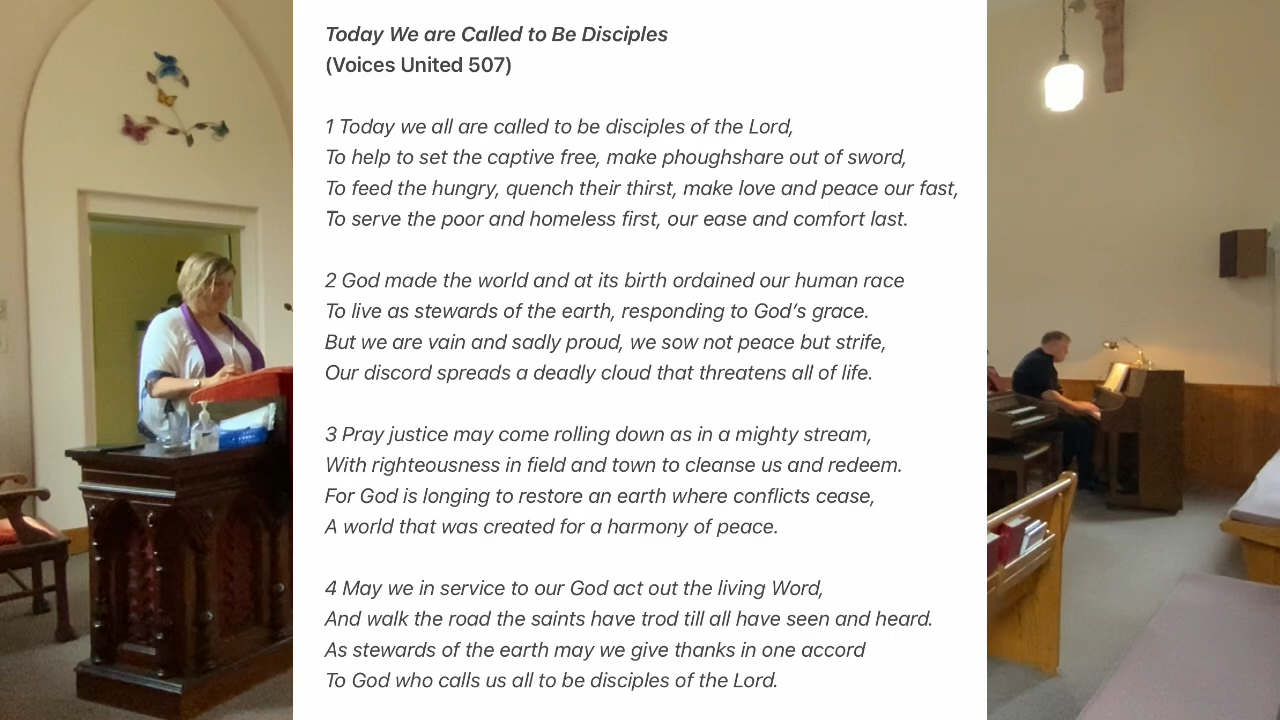 Today We are Called to Be Disciples
(Voices United 507)
1 Today we all are called to be disciples of the Lord,
To help to set the captive free, make phoughshare out of sword,
To feed the hungry, quench their thirst, make love and peace our fast,
To serve the poor and homeless first, our ease and comfort last.
2 God made the world and at its birth ordained our human race
To live as stewards of the earth, responding to God’s grace.
But we are vain and sadly proud, we sow not peace but strife,
Our discord spreads a deadly cloud that threatens all of life.
3 Pray justice may come rolling down as in a mighty stream,
With righteousness in field and town to cleanse us and redeem.
For God is longing to restore an earth where conflicts cease,
A world that was created for a harmony of peace.
4 May we in service to our God act out the living Word,
And walk the road the saints have trod till all have seen and heard.
As stewards of the earth may we give thanks in one accord
To God who calls us all to be disciples of the Lord.